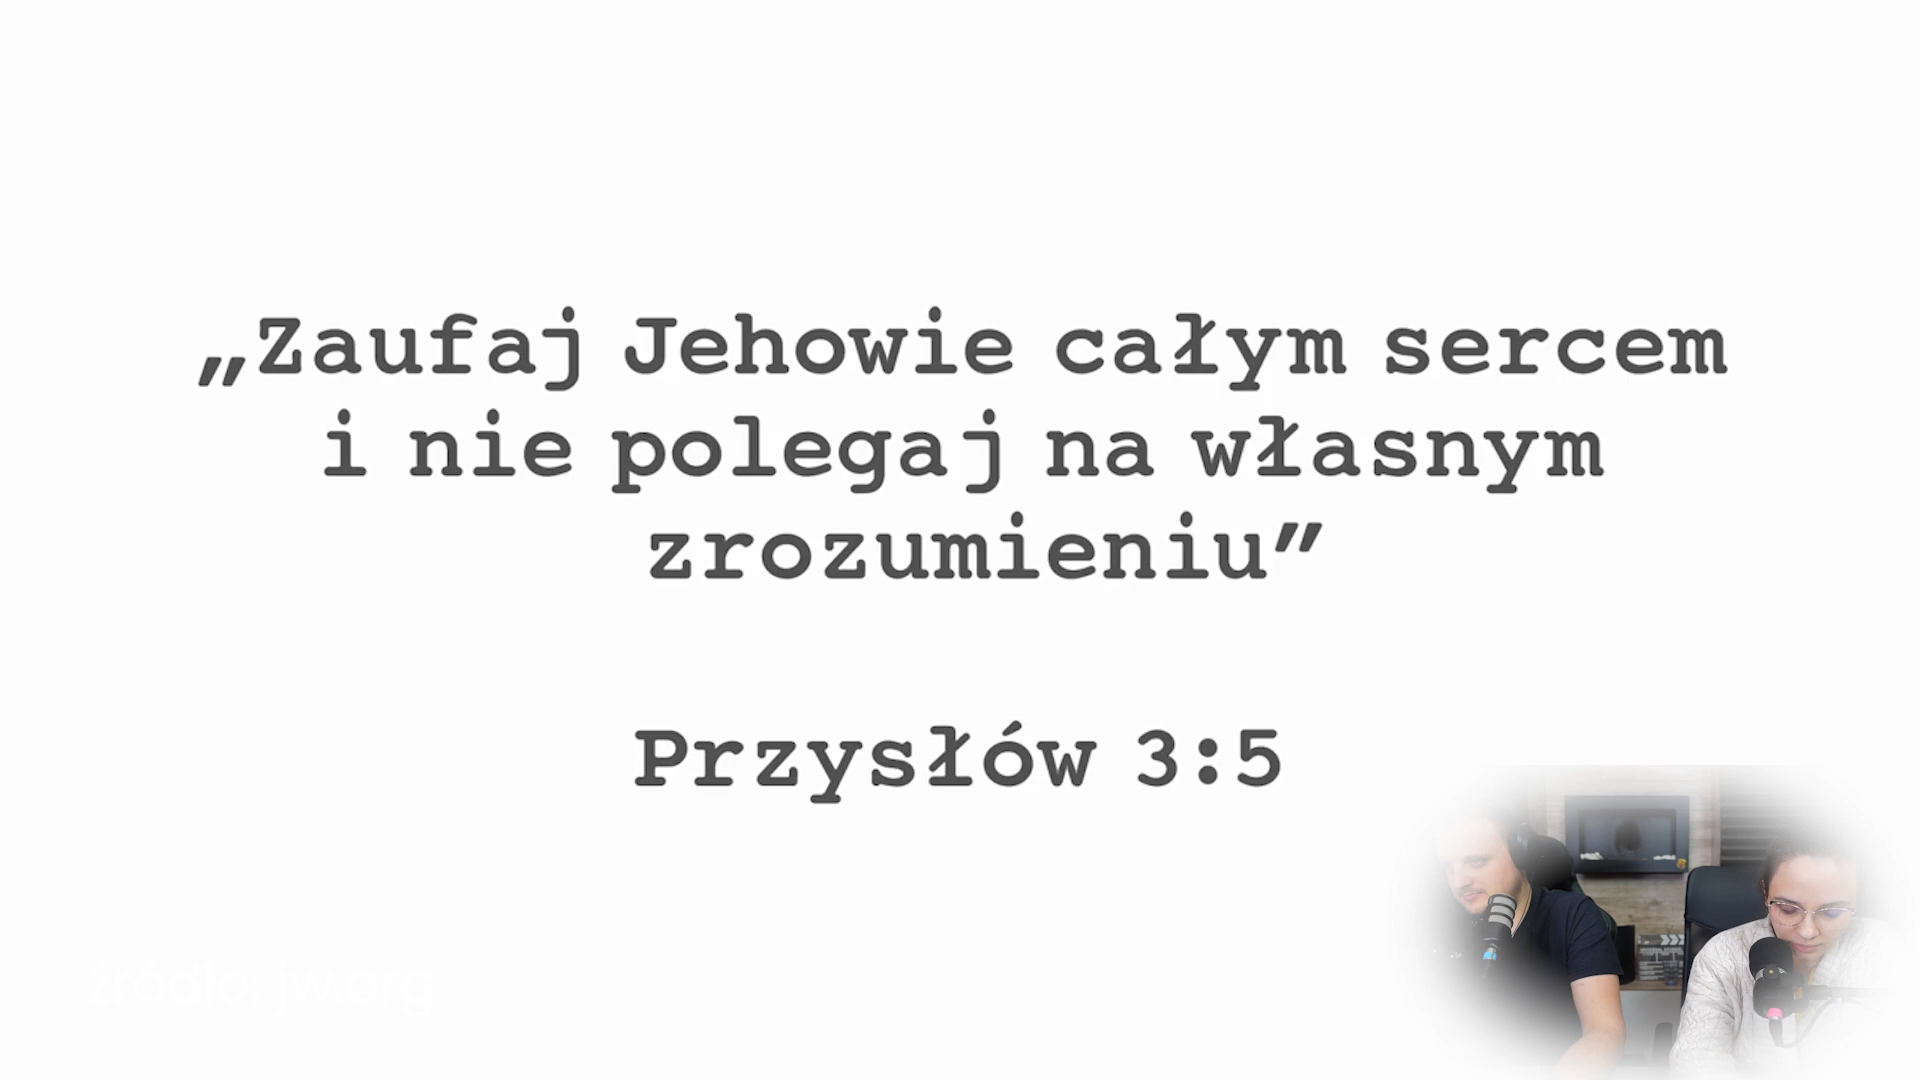 „Zaufaj Jehowie całym sercem
i nie polegaj na własnym
zrozumieniu”
Przysłów 3:5
źródło jw.org